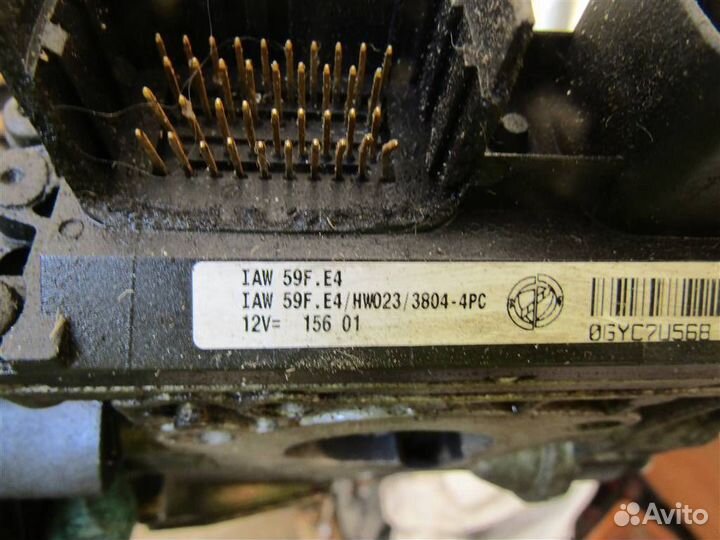 IAW 59F.E4
IAW 59F.E4/HW023/3804-4PC
12V= 156 01
0GYC7U568
Avito